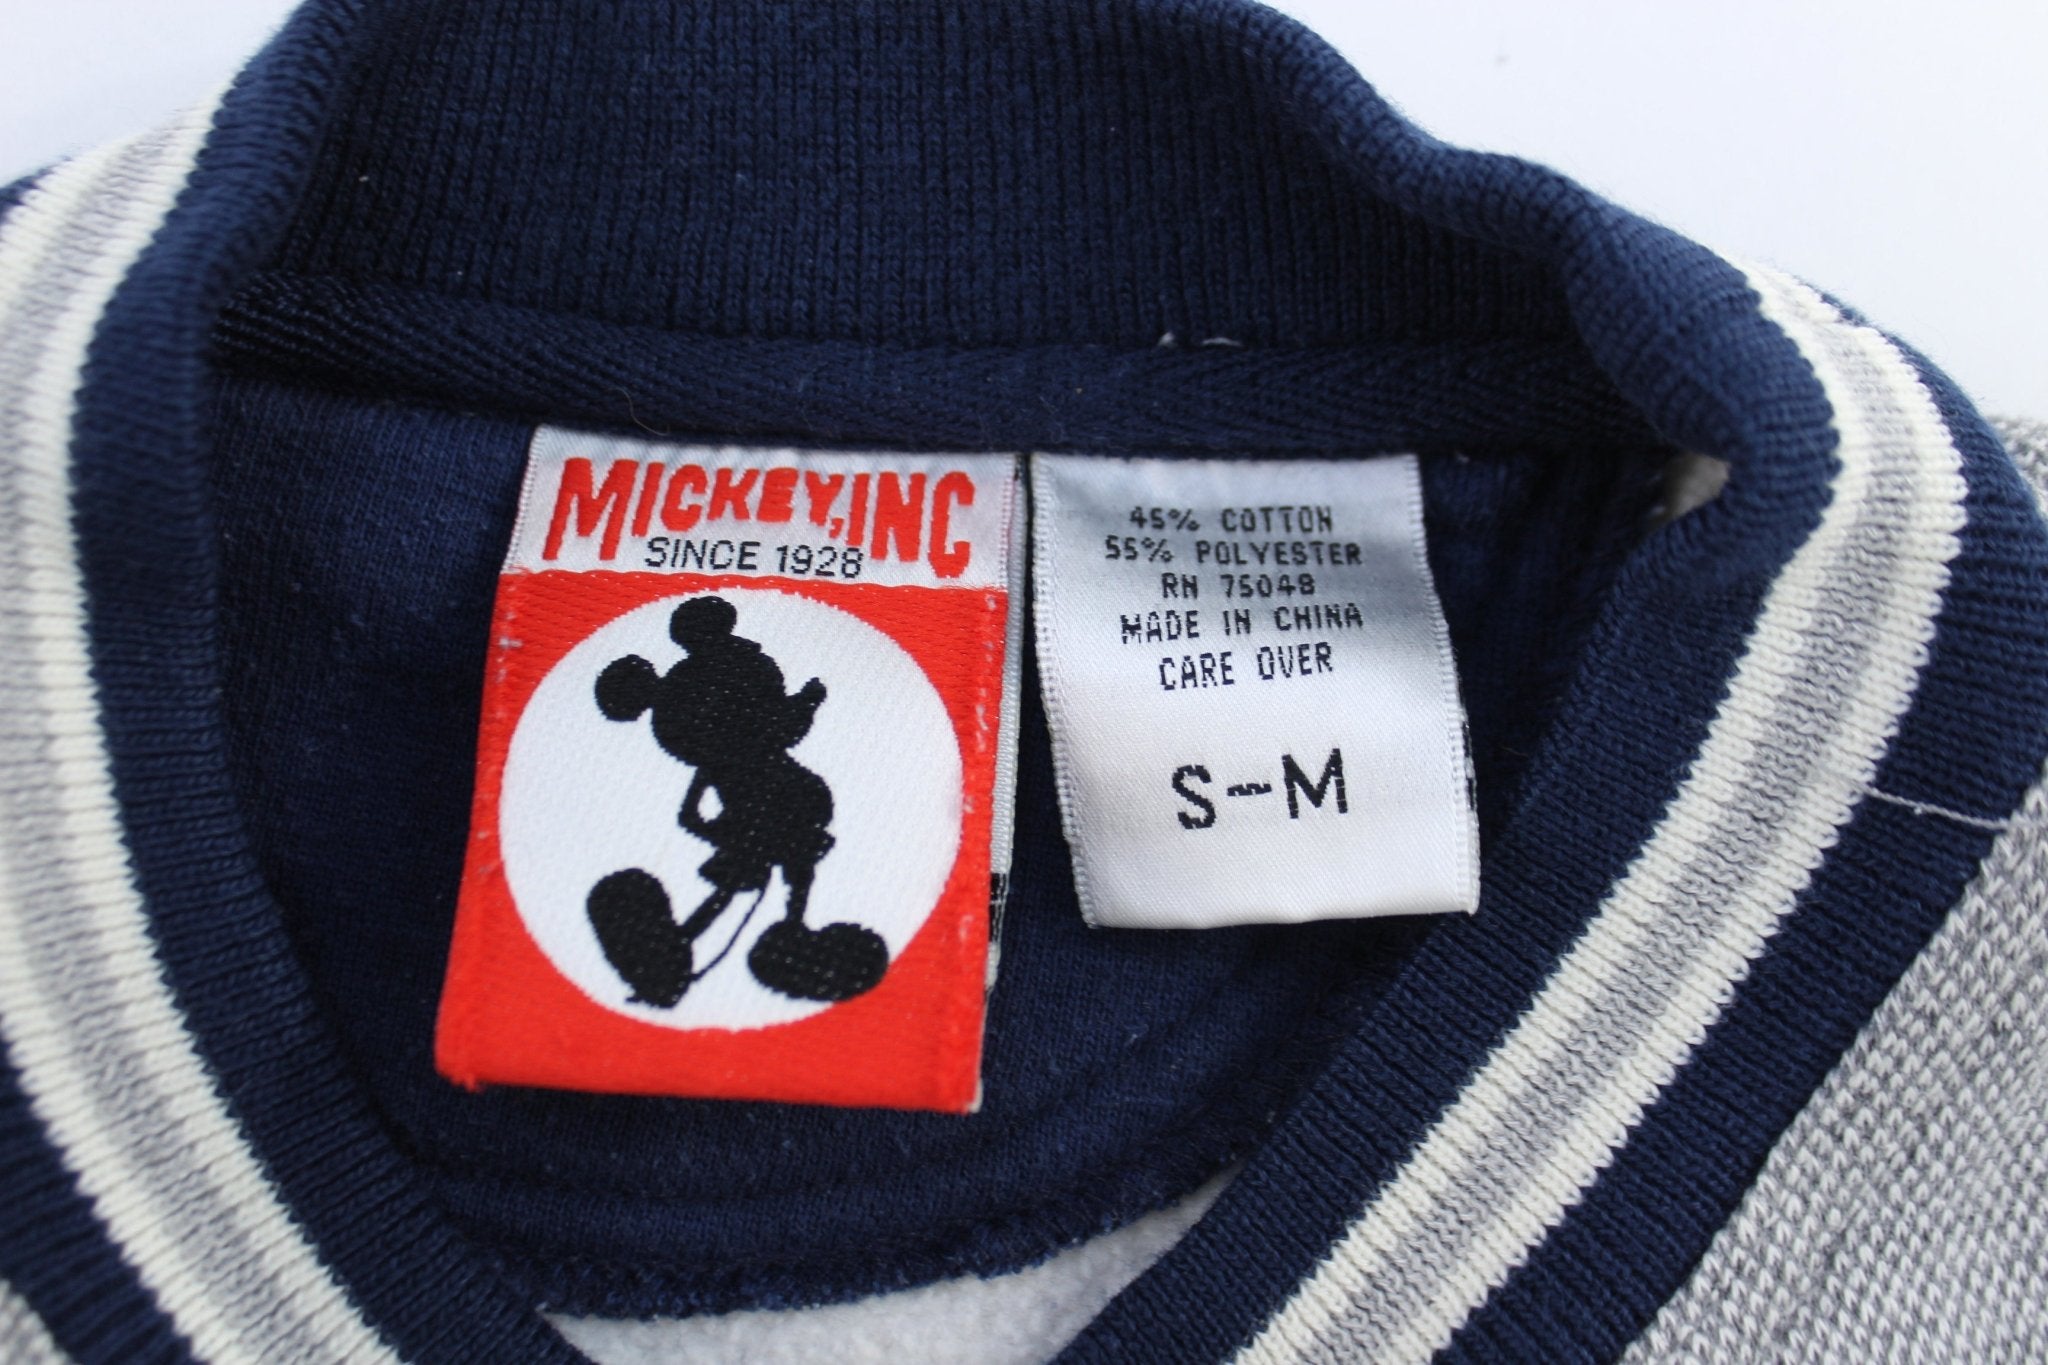 MICKEY, INC
SINCE 1928
45% COTTON
55% POLYESTER
RN 75048
MADE IN CHINA
CARE OVER
S-M